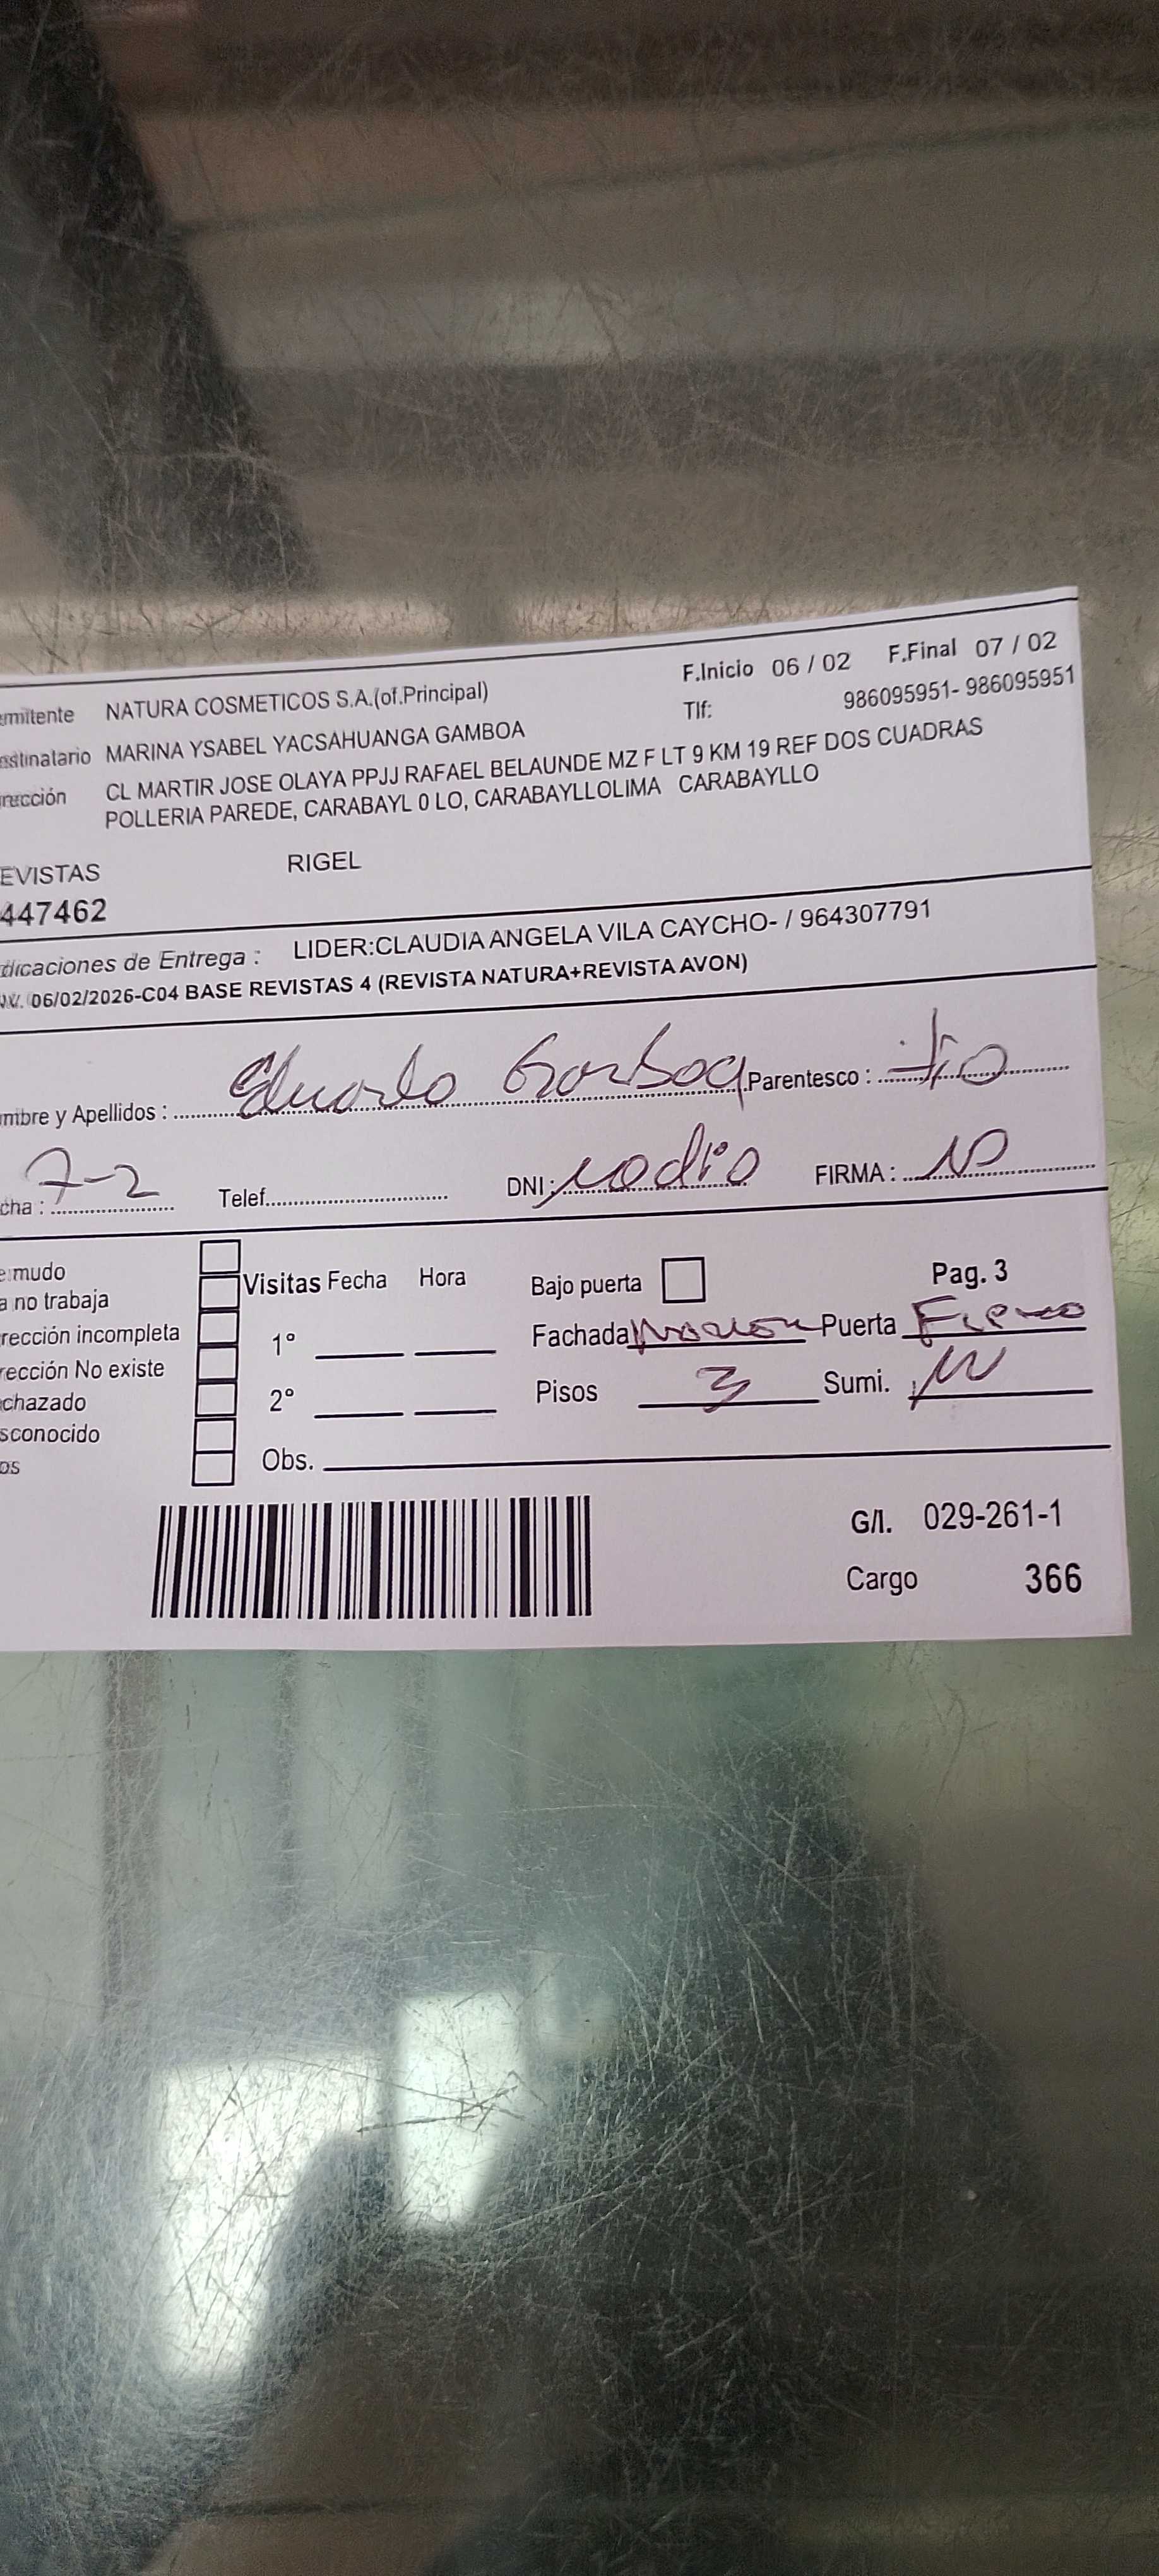 F.Inicio 06 / 02 F.Final 07 / 02
emitente NATURA COSMETICOS S.A.(of.Principal) Tlf: 986095951- 986095951
estinatario MARINA YSABEL YACSAHUANGA GAMBOA
rección CL MARTIR JOSE OLAYA PPJJ RAFAEL BELAUNDE MZ F LT 9 KM 19 REF DOS CUADRAS
POLLERIA PAREDE, CARABAYL 0 LO, CARABAYLLOLIMA CARABAYLLO
EVISTAS RIGEL
447462
dicaciones de Entrega : LIDER:CLAUDIA ANGELA VILA CAYCHO- / 964307791
06/02/2026-C04 BASE REVISTAS 4 (REVISTA NATURA+REVISTA AVON)
mbre y Apellidos : Eduardo Parentesco : tio
cha : 7-2 Telef. DNI: no dio FIRMA :
e mudo
a no trabaja Visitas Fecha Hora Bajo puerta Pag. 3
rección incompleta 1° Fachada Puerta Fierro
rección No existe
chazado 2° Pisos 3 Sumi.
sconocido
os Obs.
G/l. 029-261-1
Cargo 366